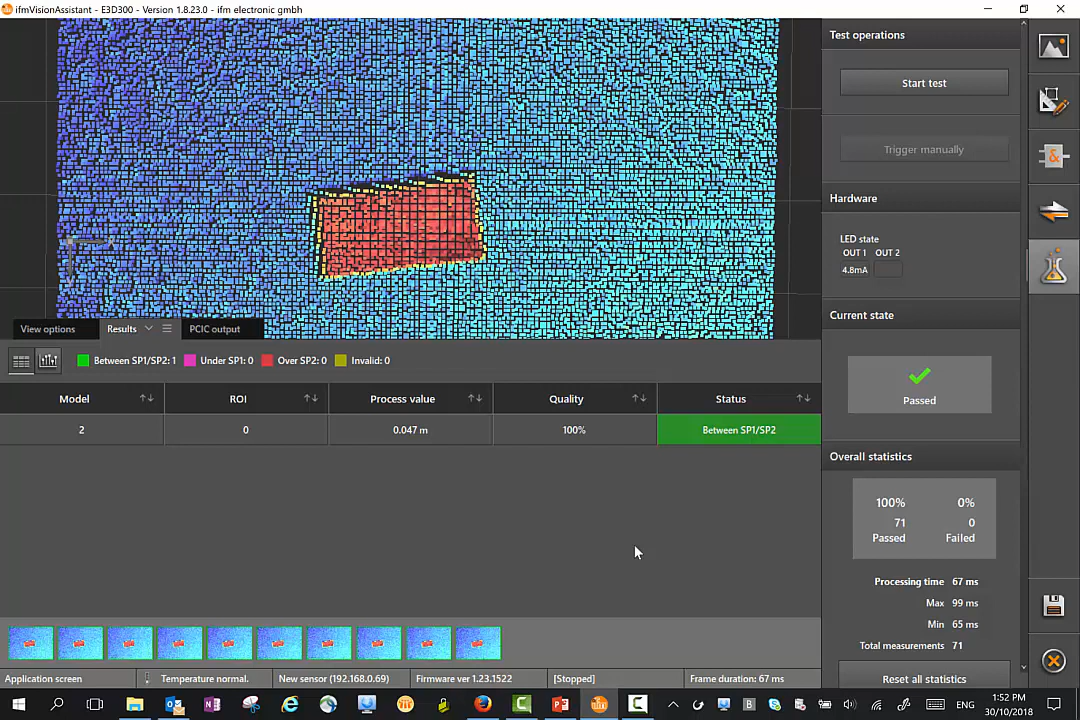 ifmVisionAssistant - E3D300 - Version 1.8.23.0 - ifm electronic gmbh
Test operations
Start test
Trigger manually
Hardware
LED state
OUT 1 OUT 2
4.8mA
Current state
Passed
Overall statistics
100% 0%
71 0
Passed Failed
Processing time 67 ms
Max 99 ms
Min 65 ms
Total measurements 71
Reset all statistics
View options Results PCIC output
Between SP1/SP2: 1 Under SP1: 0 Over SP2: 0 Invalid: 0
Model ROI Process value Quality Status
2 0 0.047 m 100% Between SP1/SP2
Application screen Temperature normal. New sensor (192.168.0.69) Firmware ver 1.23.1522 [Stopped] Frame duration: 67 ms
ENG
1:52 PM
30/10/2018